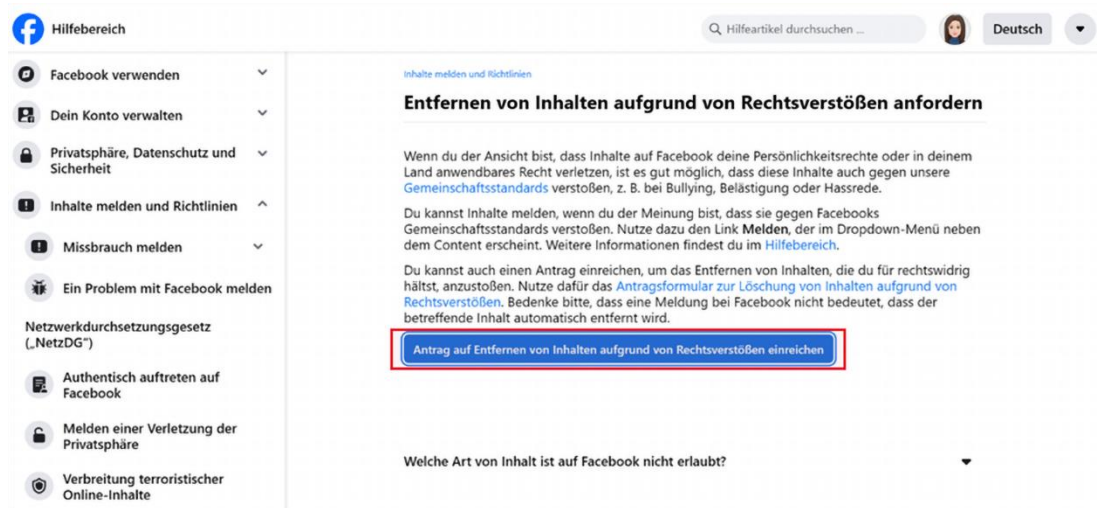 Hilfebereich
Hilfeartikel durchsuchen ...
Deutsch
Facebook verwenden
Dein Konto verwalten
Privatsphäre, Datenschutz und
Sicherheit
Inhalte melden und Richtlinien
Missbrauch melden
Ein Problem mit Facebook melden
Netzwerkdurchsetzungsgesetz
(„NetzDG“)
Authentisch auftreten auf
Facebook
Melden einer Verletzung der
Privatsphäre
Verbreitung terroristischer
Online-Inhalte
Inhalte melden und Richtlinien
Entfernen von Inhalten aufgrund von Rechtsverstößen anfordern
Wenn du der Ansicht bist, dass Inhalte auf Facebook deine Persönlichkeitsrechte oder in deinem
Land anwendbares Recht verletzen, ist es gut möglich, dass diese Inhalte auch gegen unsere
Gemeinschaftsstandards verstoßen, z. B. bei Bullying, Belästigung oder Hassrede.
Du kannst Inhalte melden, wenn du der Meinung bist, dass sie gegen Facebooks
Gemeinschaftsstandards verstoßen. Nutze dazu den Link Melden, der im Dropdown-Menü neben
dem Content erscheint. Weitere Informationen findest du im Hilfebereich.
Du kannst auch einen Antrag einreichen, um das Entfernen von Inhalten, die du für rechtswidrig
hältst, anzustoßen. Nutze dafür das Antragsformular zur Löschung von Inhalten aufgrund von
Rechtsverstößen. Bedenke bitte, dass eine Meldung bei Facebook nicht bedeutet, dass der
betreffende Inhalt automatisch entfernt wird.
Antrag auf Entfernen von Inhalten aufgrund von Rechtsverstößen einreichen
Welche Art von Inhalt ist auf Facebook nicht erlaubt?